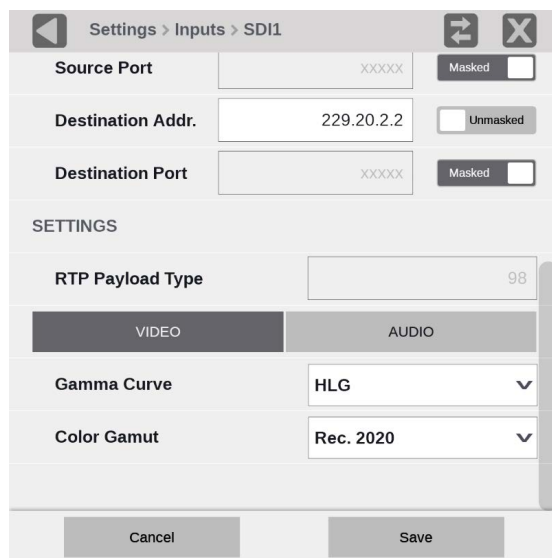 Settings > Inputs > SDI1
Source Port xxxxx Masked
Destination Addr. 229.20.2.2 Unmasked
Destination Port xxxxx Masked
SETTINGS
RTP Payload Type 98
VIDEO AUDIO
Gamma Curve HLG
Color Gamut Rec. 2020
Cancel Save